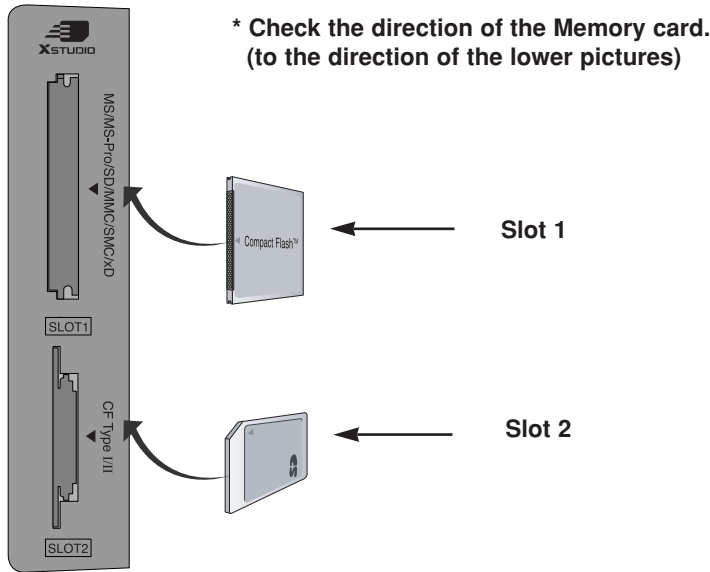 * Check the direction of the Memory card.
(to the direction of the lower pictures)
XSTUDIO
MS/MS-Pro/SD/MMC/SMC/xD
Compact Flash™
Slot 1
SLOT1
CF Type I/II
Slot 2
SLOT2